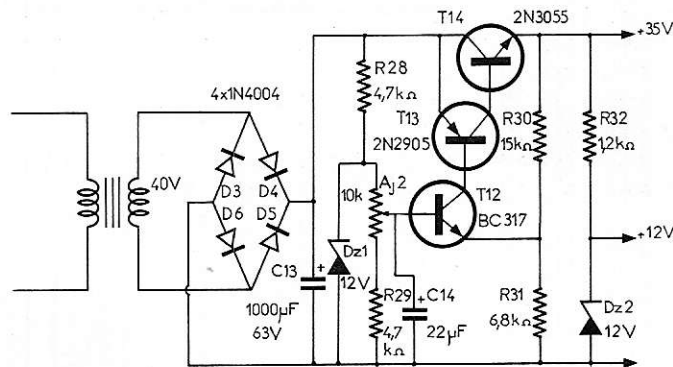 T14
2N3055
+35V
R28
4,7kΩ
4x1N4004
T13
2N2905
R30
15kΩ
R32
1,2kΩ
40V
D3
D4
Aj2
10k
T12
BC317
D6
D5
+12V
C13
+
Dz1
12V
1000µF
63V
R29
4,7
kΩ
+
C14
22µF
R31
6,8kΩ
Dz2
12V